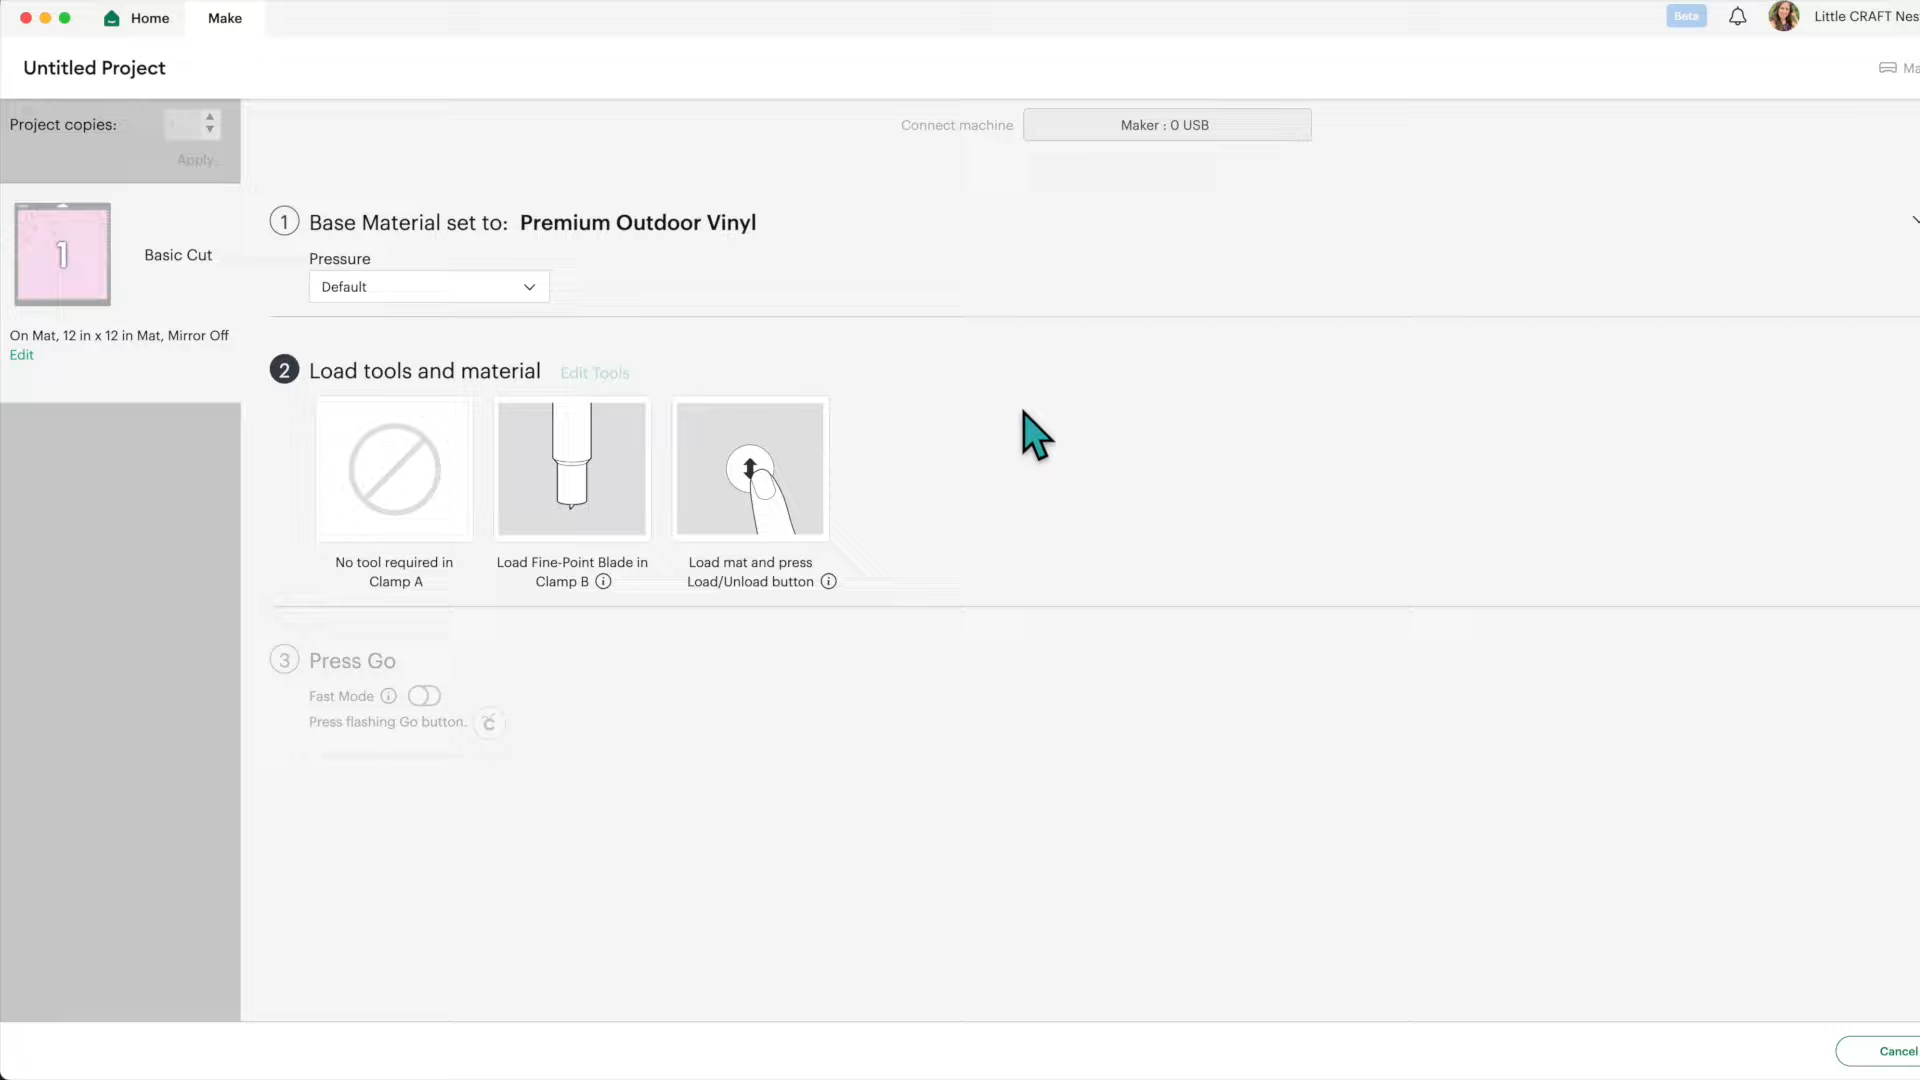 Home
Make
Beta
Little CRAFT Nes
Untitled Project
Ma
Project copies:
Apply
Connect machine
Maker : 0 USB
1
Basic Cut
On Mat, 12 in x 12 in Mat, Mirror Off
Edit
1 Base Material set to: Premium Outdoor Vinyl
Pressure
Default
2 Load tools and material Edit Tools
No tool required in
Clamp A
Load Fine-Point Blade in
Clamp B
Load mat and press
Load/Unload button
3 Press Go
Fast Mode
Press flashing Go button.
Cancel